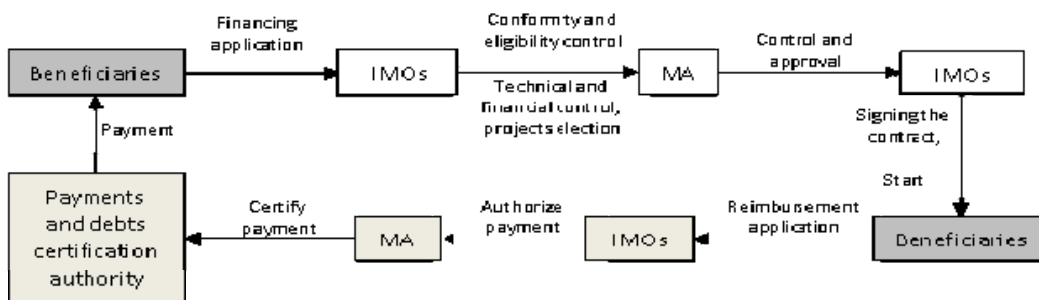 Financing
application
Conformity and
eligibility control
Control and
approval
Beneficiaries
IMOs
MA
IMOs
Technical and
financial control,
projects election
Signing the
contract,
Start
Payment
Payments
and debts
certification
authority
Certify
payment
MA
Authorize
payment
IMOs
Reimbursement
application
Beneficiaries